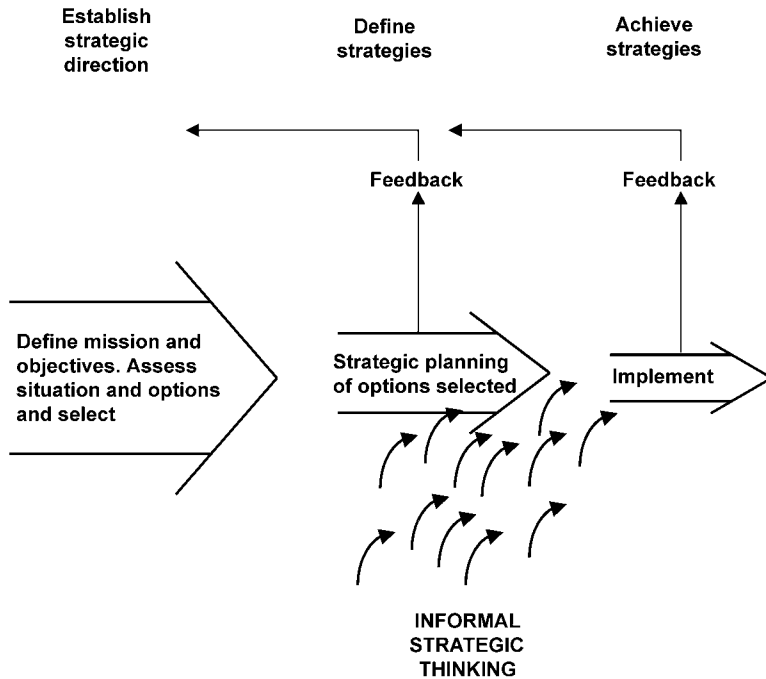 Establish
strategic
direction
Define
strategies
Achieve
strategies
Feedback
Feedback
Define mission and
objectives. Assess
situation and options
and select
Strategic planning
of options selected
Implement
INFORMAL
STRATEGIC
THINKING